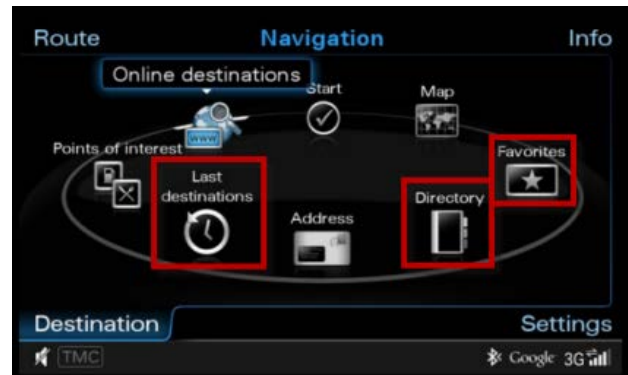 Route
Navigation
Info
Online destinations
Start
Map
www
Points of interest
Favorites
Last
destinations
Directory
Address
Destination
Settings
TMC
Google 3G